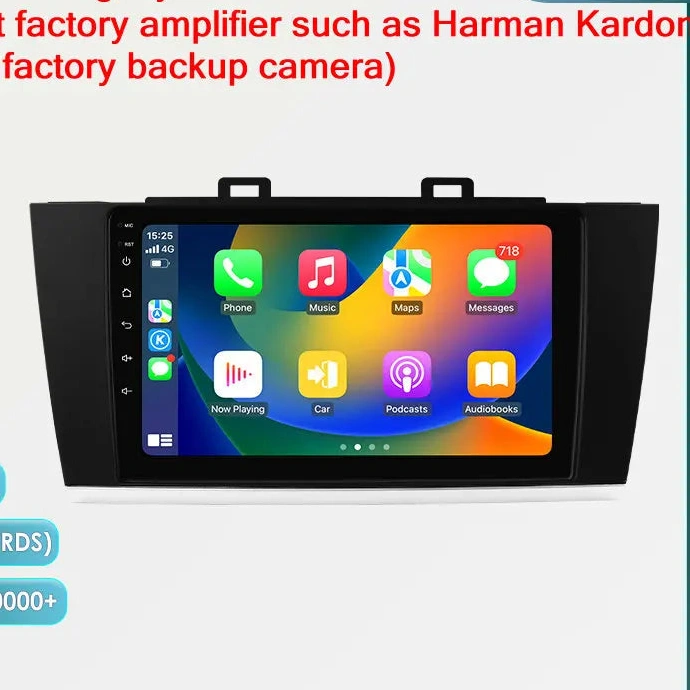 t factory amplifier such as Harman Kardon
factory backup camera)
MIC
RST
15:25
4G
718
Phone
Music
Maps
Messages
K
Now Playing
Car
Podcasts
Audiobooks
RDS)
0000+